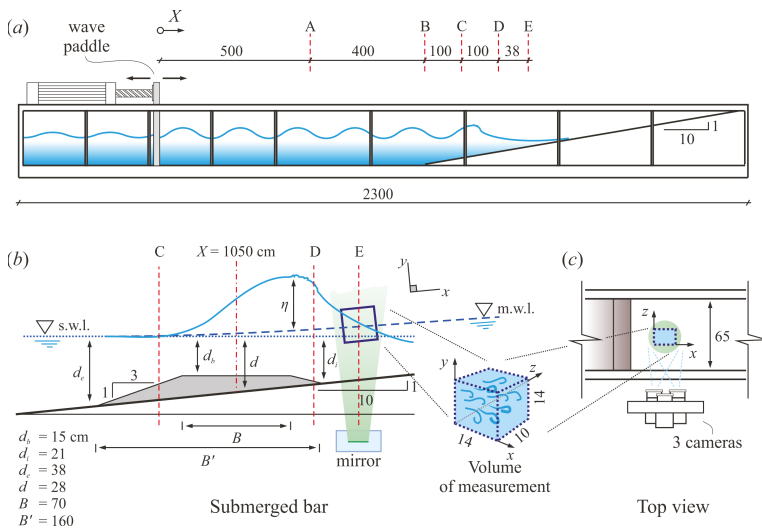 (a)
X
wave
paddle
A B C D E
500 400 100 100 38
1
10
2300
(b)
C X = 1050 cm D E
y
x
η
s.w.l.
m.w.l.
d_e
d_b
d
d_i
3
1
1
10
B
B′
mirror
d_b = 15 cm
d_i = 21
d_e = 38
d = 28
B = 70
B′ = 160
Submerged bar
y
z
14
14
10
x
Volume
of measurement
(c)
z
x
65
3 cameras
Top view